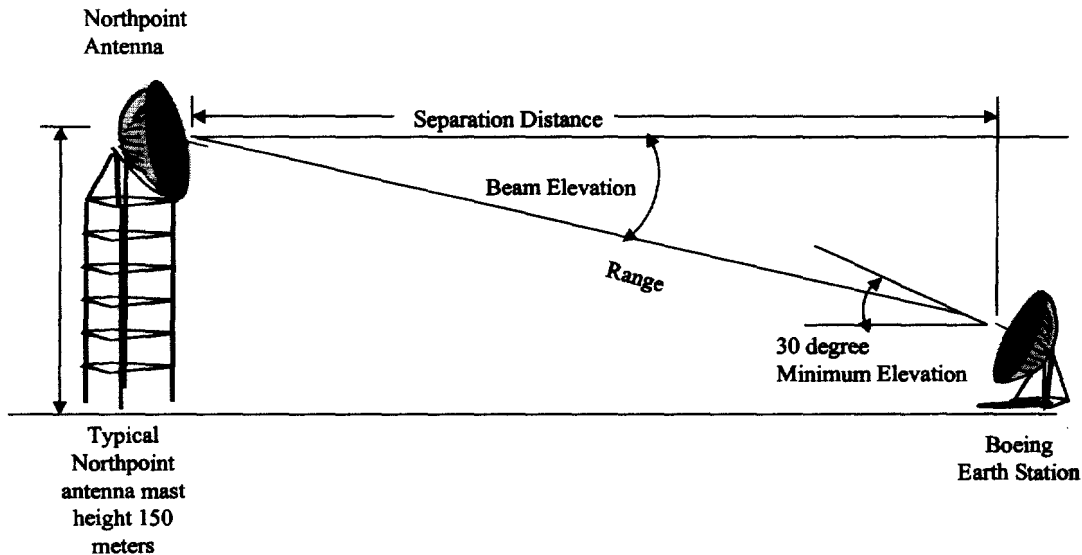 Northpoint
Antenna
Separation Distance
Beam Elevation
Range
30 degree
Minimum Elevation
Typical
Northpoint
antenna mast
height 150
meters
Boeing
Earth Station